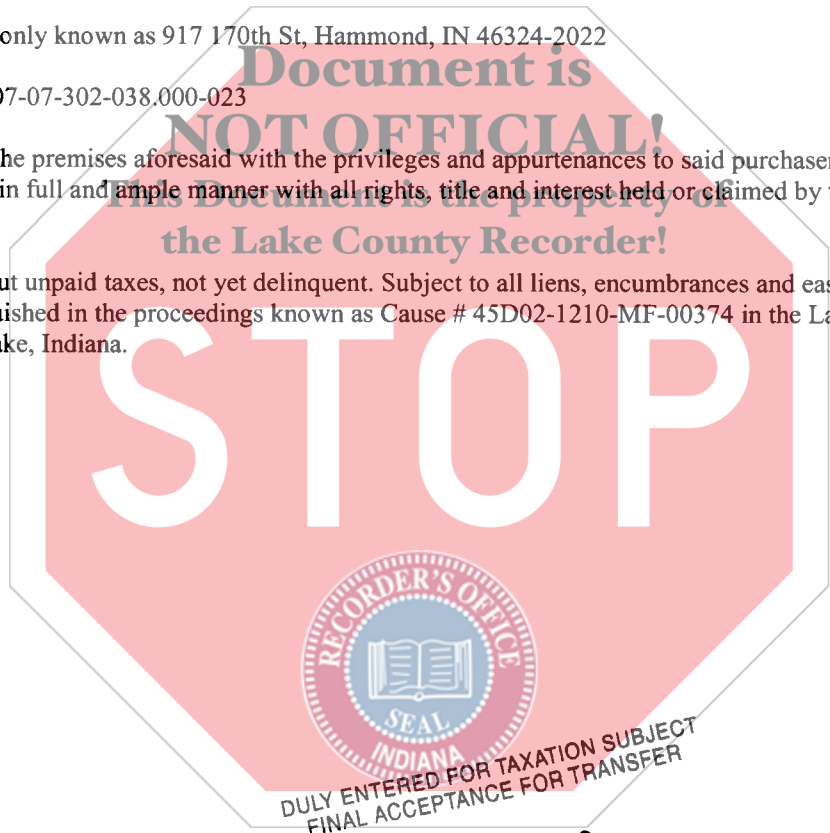 only known as 917 170th St, Hammond, IN 46324-2022
Document is
07-07-302-038.000-023
NOT OFFICIAL!
he premises aforesaid with the privileges and appurtenances to said purchaser
in full and ample manner with all rights, title and interest held or claimed by
This Document is the property of
the Lake County Recorder!
ut unpaid taxes, not yet delinquent. Subject to all liens, encumbrances and eas
ished in the proceedings known as Cause # 45D02-1210-MF-00374 in the La
ke, Indiana.
STOP
RECORDER'S OFFICE
SEAL
INDIANA
DULY ENTERED FOR TAXATION SUBJECT
FINAL ACCEPTANCE FOR TRANSFER